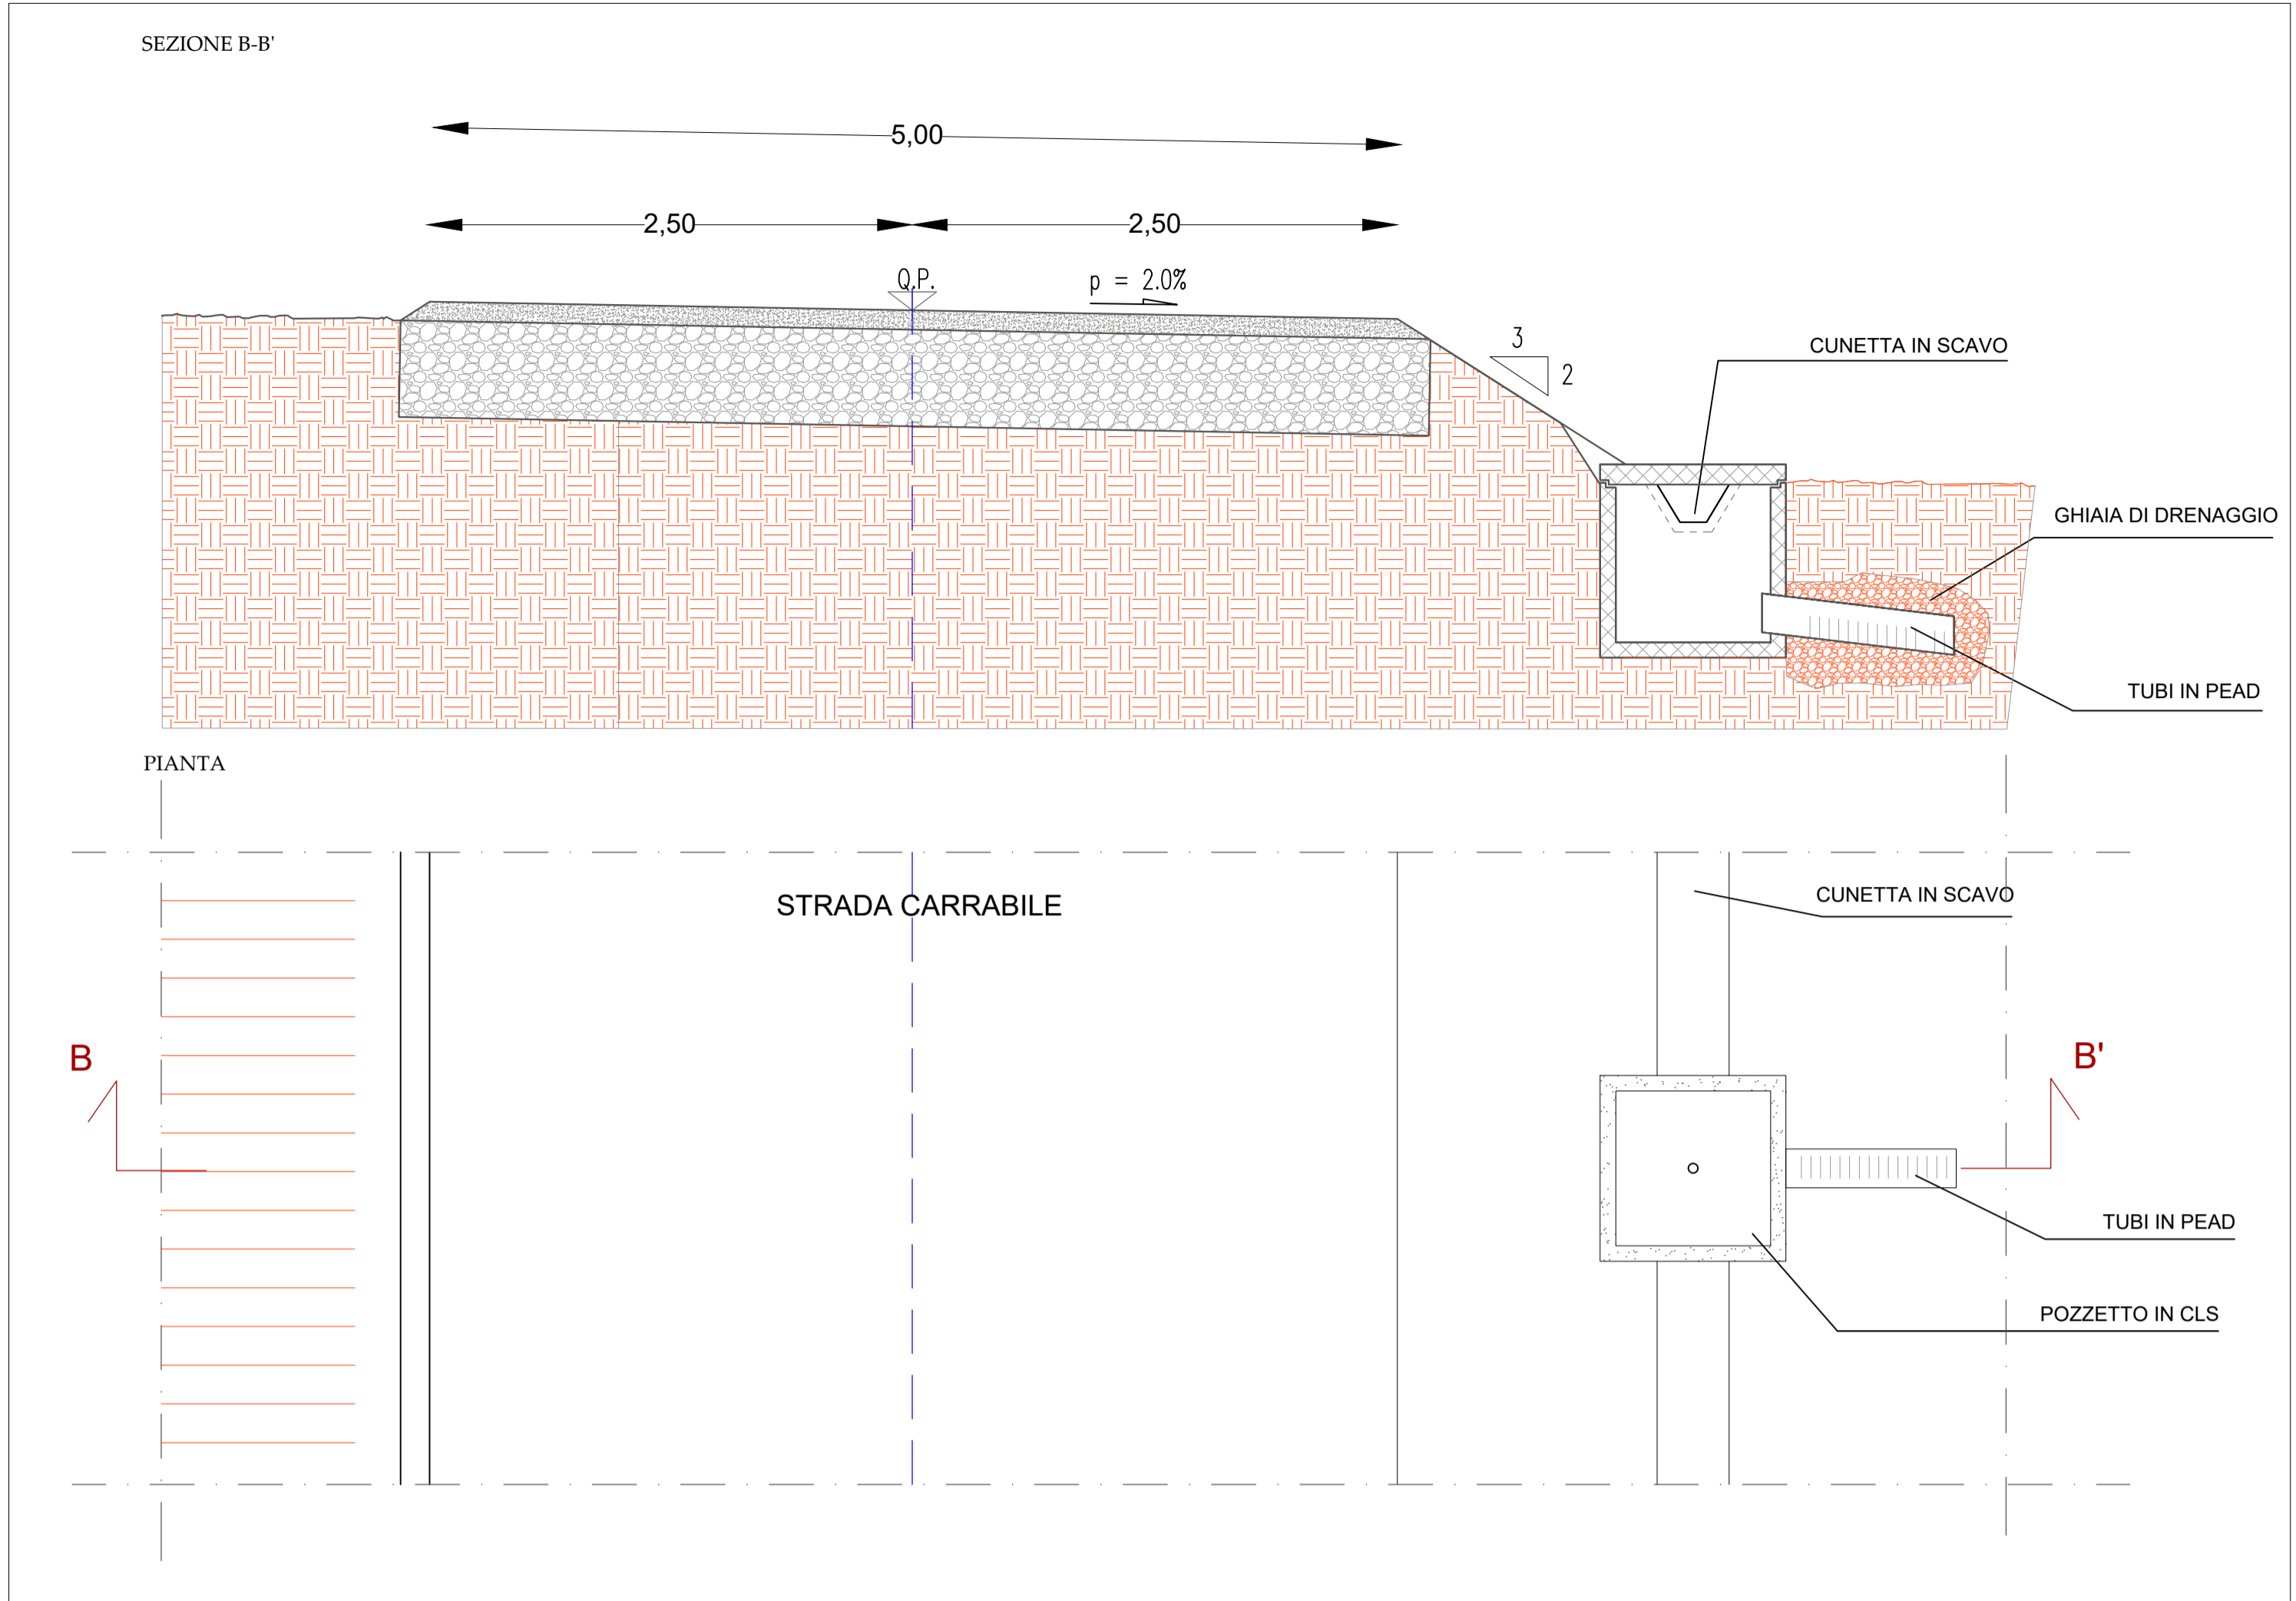 SEZIONE B-B'
5,00
2,50
2,50
Q.P.
p = 2.0%
3
2
CUNETTA IN SCAVO
GHIAIA DI DRENAGGIO
TUBI IN PEAD
PIANTA
STRADA CARRABILE
CUNETTA IN SCAVO
B
B'
TUBI IN PEAD
POZZETTO IN CLS